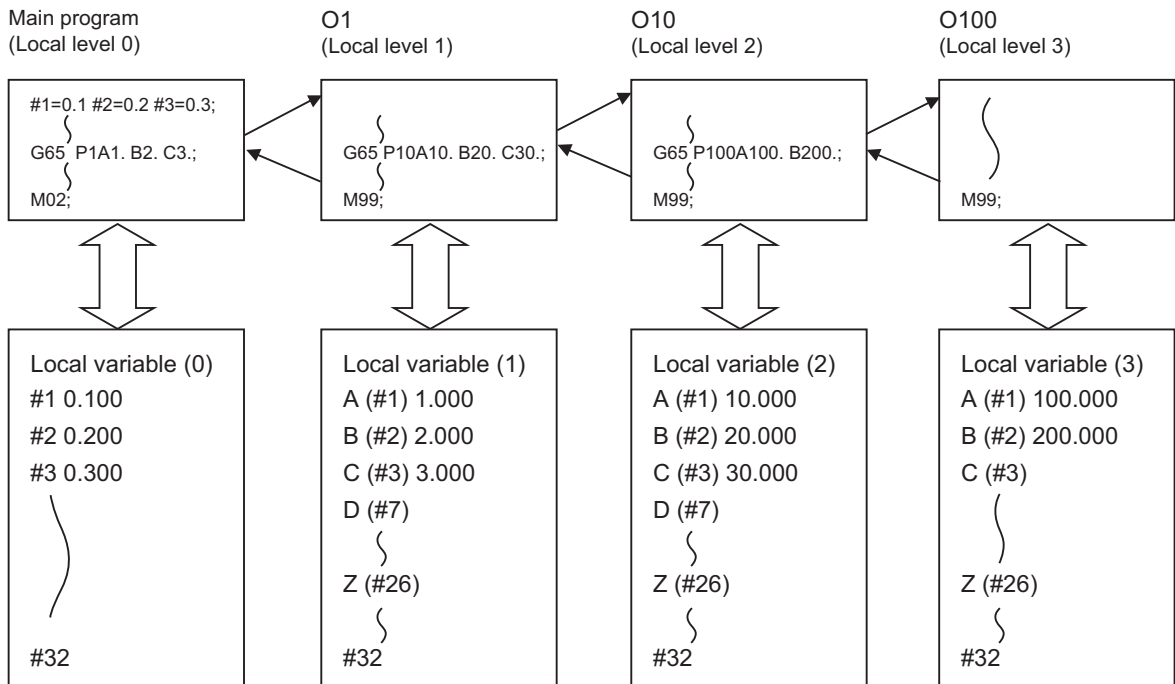 Main program
(Local level 0)
O1
(Local level 1)
O10
(Local level 2)
O100
(Local level 3)
#1=0.1 #2=0.2 #3=0.3;
G65 P1A1. B2. C3.;
M02;
G65 P10A10. B20. C30.;
M99;
G65 P100A100. B200.;
M99;
M99;
Local variable (0)
#1 0.100
#2 0.200
#3 0.300
#32
Local variable (1)
A (#1) 1.000
B (#2) 2.000
C (#3) 3.000
D (#7)
Z (#26)
#32
Local variable (2)
A (#1) 10.000
B (#2) 20.000
C (#3) 30.000
D (#7)
Z (#26)
#32
Local variable (3)
A (#1) 100.000
B (#2) 200.000
C (#3)
Z (#26)
#32